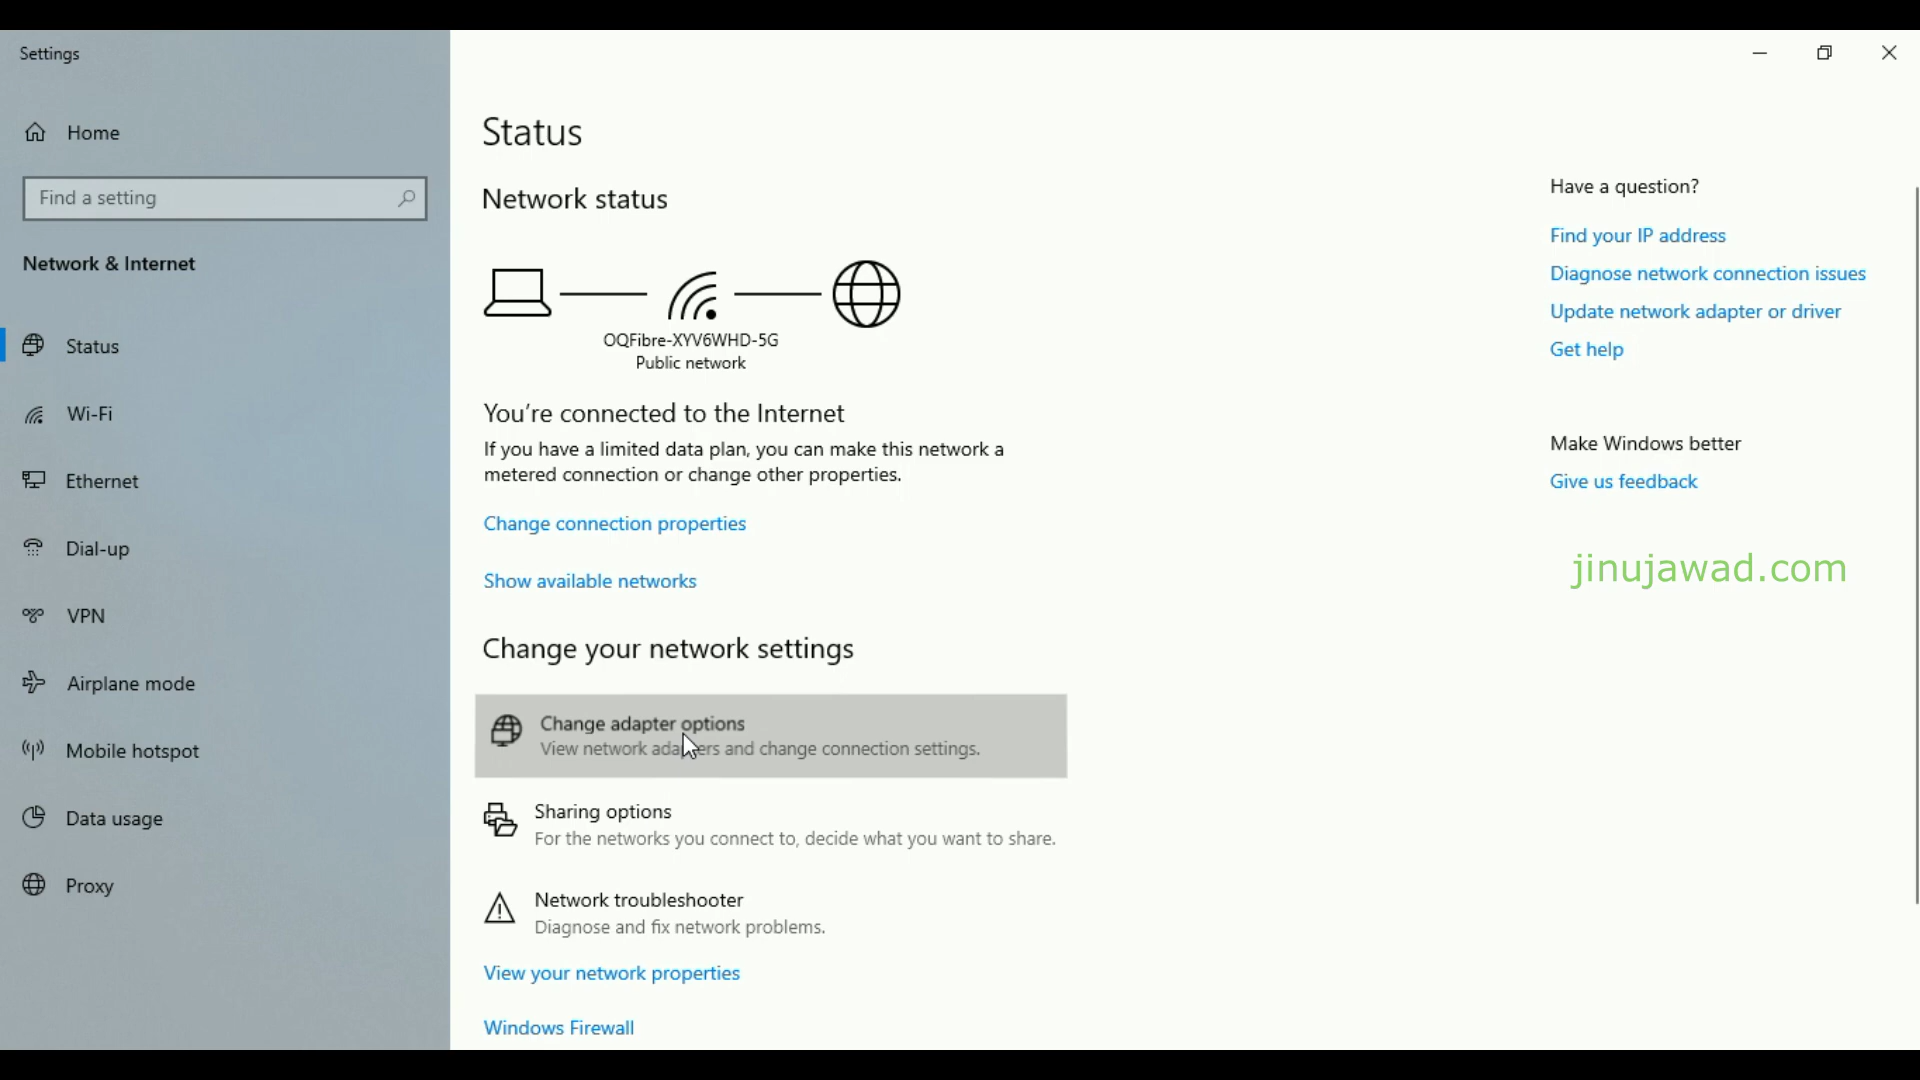 Settings
Home
Find a setting
Network & Internet
Status
Wi-Fi
Ethernet
Dial-up
VPN
Airplane mode
Mobile hotspot
Data usage
Proxy
Status
Network status
OQFibre-XYV6WHD-5G
Public network
You're connected to the Internet
If you have a limited data plan, you can make this network a
metered connection or change other properties.
Change connection properties
Show available networks
Change your network settings
Change adapter options
View network adapters and change connection settings.
Sharing options
For the networks you connect to, decide what you want to share.
Network troubleshooter
Diagnose and fix network problems.
View your network properties
Windows Firewall
Have a question?
Find your IP address
Diagnose network connection issues
Update network adapter or driver
Get help
Make Windows better
Give us feedback
jinujawad.com